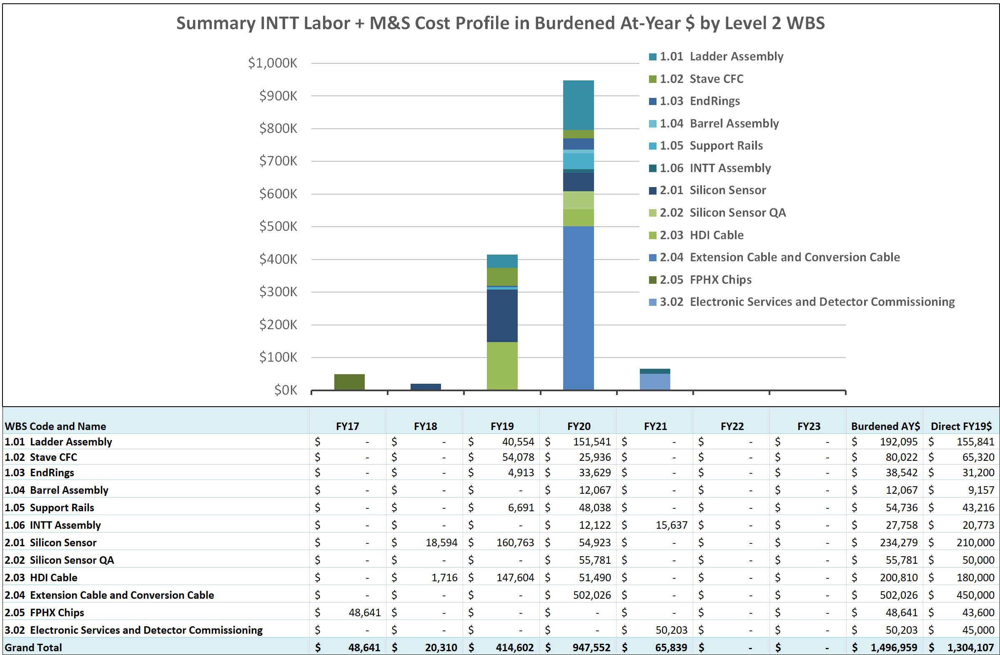 Summary INTT Labor + M&S Cost Profile in Burdened At-Year $ by Level 2 WBS
$1,000K
$900K
$800K
$700K
$600K
$500K
$400K
$300K
$200K
$100K
$0K
1.01 Ladder Assembly
1.02 Stave CFC
1.03 EndRings
1.04 Barrel Assembly
1.05 Support Rails
1.06 INTT Assembly
2.01 Silicon Sensor
2.02 Silicon Sensor QA
2.03 HDI Cable
2.04 Extension Cable and Conversion Cable
2.05 FPHX Chips
3.02 Electronic Services and Detector Commissioning
WBS Code and Name FY17 FY18 FY19 FY20 FY21 FY22 FY23 Burdened AY$ Direct FY19$
1.01 Ladder Assembly $ - $ - $ 40,554 $ 151,541 $ - $ - $ - $ 192,095 $ 155,841
1.02 Stave CFC $ - $ - $ 54,078 $ 25,936 $ - $ - $ - $ 80,022 $ 65,320
1.03 EndRings $ - $ - $ 4,913 $ 33,629 $ - $ - $ - $ 38,542 $ 31,200
1.04 Barrel Assembly $ - $ - $ - $ 12,067 $ - $ - $ - $ 12,067 $ 9,157
1.05 Support Rails $ - $ - $ 6,691 $ 48,038 $ - $ - $ - $ 54,736 $ 43,216
1.06 INTT Assembly $ - $ - $ - $ 12,122 $ 15,637 $ - $ - $ 27,758 $ 20,773
2.01 Silicon Sensor $ - $ 18,594 $ 160,763 $ 54,923 $ - $ - $ - $ 234,279 $ 210,000
2.02 Silicon Sensor QA $ - $ - $ - $ 55,781 $ - $ - $ - $ 55,781 $ 50,000
2.03 HDI Cable $ - $ 1,716 $ 147,604 $ 51,490 $ - $ - $ - $ 200,810 $ 180,000
2.04 Extension Cable and Conversion Cable $ - $ - $ - $ 502,026 $ - $ - $ - $ 502,026 $ 450,000
2.05 FPHX Chips $ 48,641 $ - $ - $ - $ - $ - $ - $ 48,641 $ 43,600
3.02 Electronic Services and Detector Commissioning $ - $ - $ - $ - $ 50,203 $ - $ - $ 50,203 $ 45,000
Grand Total $ 48,641 $ 20,310 $ 414,602 $ 947,552 $ 65,839 $ - $ - $ 1,496,959 $ 1,304,107